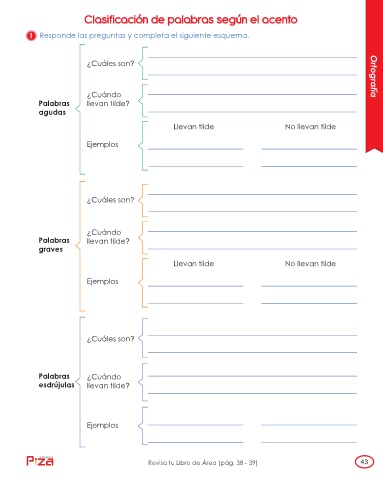 Clasificación de palabras según el acento
1 Responde las preguntas y completa el siguiente esquema.
Ortografía
¿Cuáles son?
¿Cuándo
llevan tilde?
Palabras
agudas
Llevan tilde No llevan tilde
Ejemplos
¿Cuáles son?
¿Cuándo
llevan tilde?
Palabras
graves
Llevan tilde No llevan tilde
Ejemplos
¿Cuáles son?
Palabras
esdrújulas
¿Cuándo
llevan tilde?
Ejemplos
Piza
Revisa tu Libro de Área (pág. 38 - 39)
43